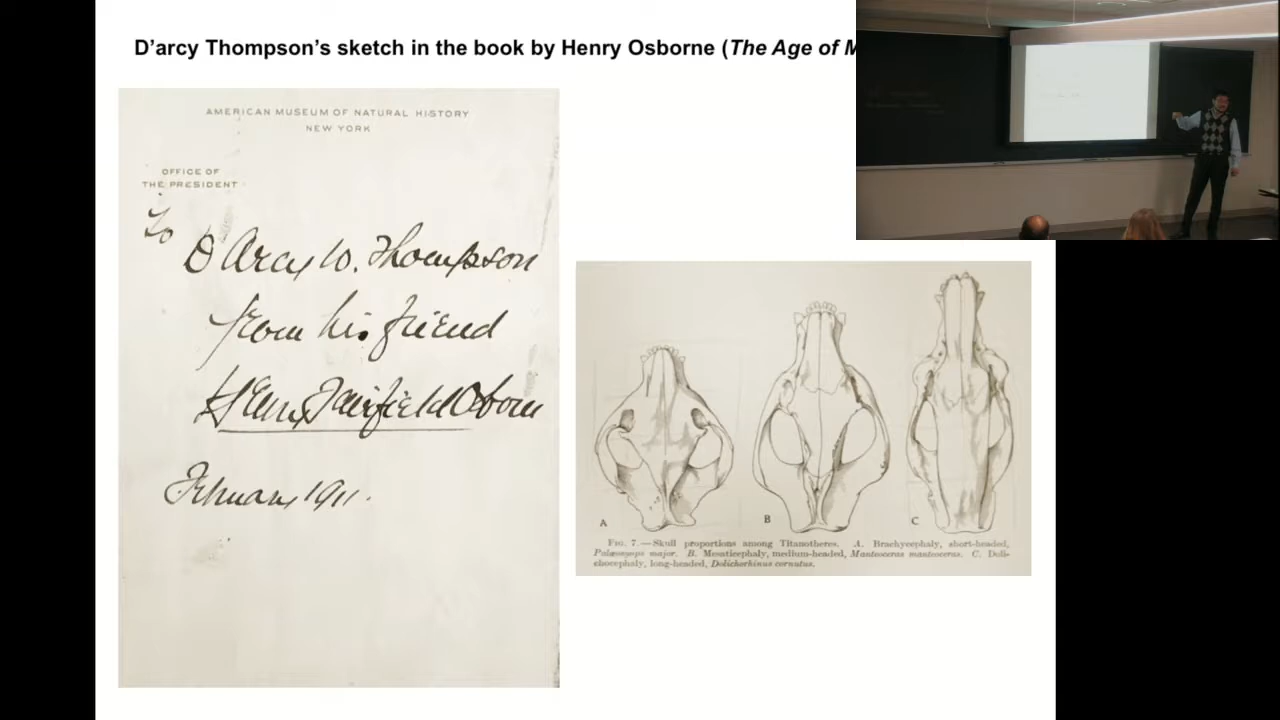 D'arcy Thompson's sketch in the book by Henry Osborne (The Age of M
AMERICAN MUSEUM OF NATURAL HISTORY
NEW YORK
OFFICE OF
THE PRESIDENT
To
D'Arcy W. Thompson
from his friend
Henry Fairfield Osborn
February 1911.
A
B
C
FIG. 7.—Skull proportions among Titanotheres. A. Brachycephaly, short-headed,
Palæosyops major. B. Mesaticephaly, medium-headed, Manteoceras manteoceras. C. Doli-
chocephaly, long-headed, Dolichorhinus cornutus.